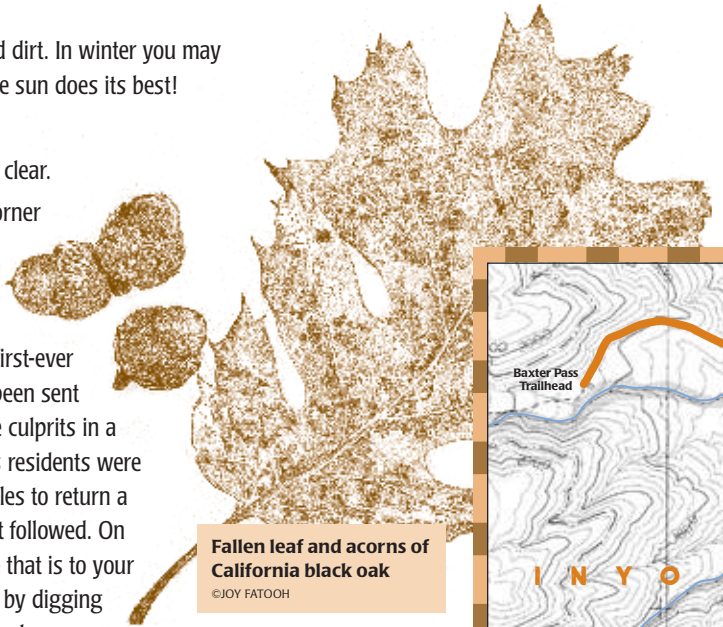 d dirt. In winter you may
e sun does its best!
clear.
orner
irst-ever
been sent
e culprits in a
s residents were
les to return a
t followed. On
that is to your
by digging
Fallen leaf and acorns of
California black oak
©JOY FATOOH
Baxter Pass
Trailhead
INYO